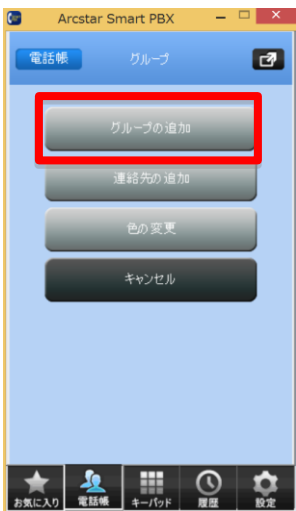 Arcstar Smart PBX
電話帳 グループ
グループの追加
連絡先の追加
色の変更
キャンセル
お気に入り 電話帳 キーパッド 履歴 設定